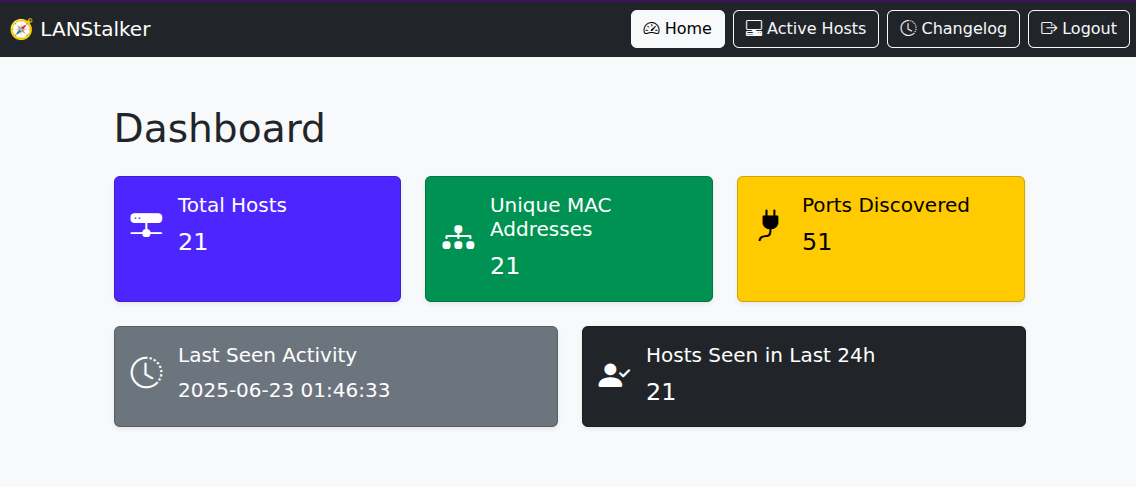 LANStalker
Home
Active Hosts
Changelog
Logout
Dashboard
Total Hosts
21
Unique MAC
Addresses
21
Ports Discovered
51
Last Seen Activity
2025-06-23 01:46:33
Hosts Seen in Last 24h
21